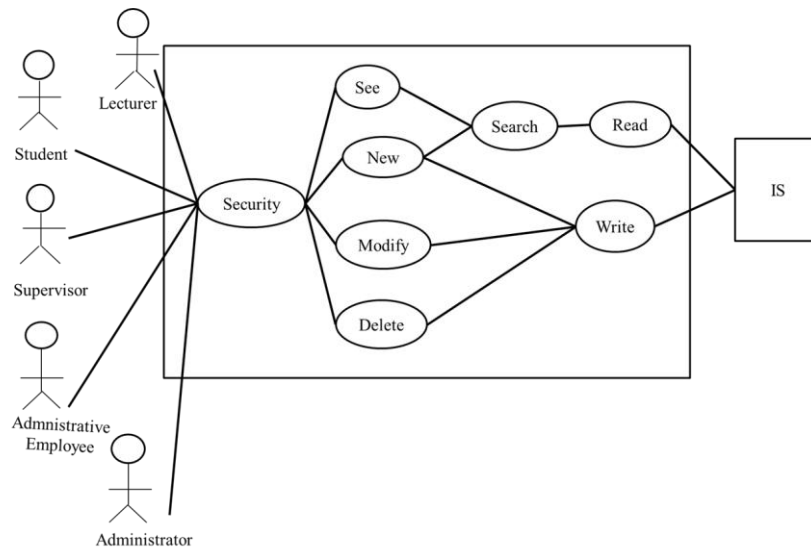 Lecturer
Student
Supervisor
Admnistrative
Employee
Administrator
Security
See
New
Modify
Delete
Search
Read
Write
IS